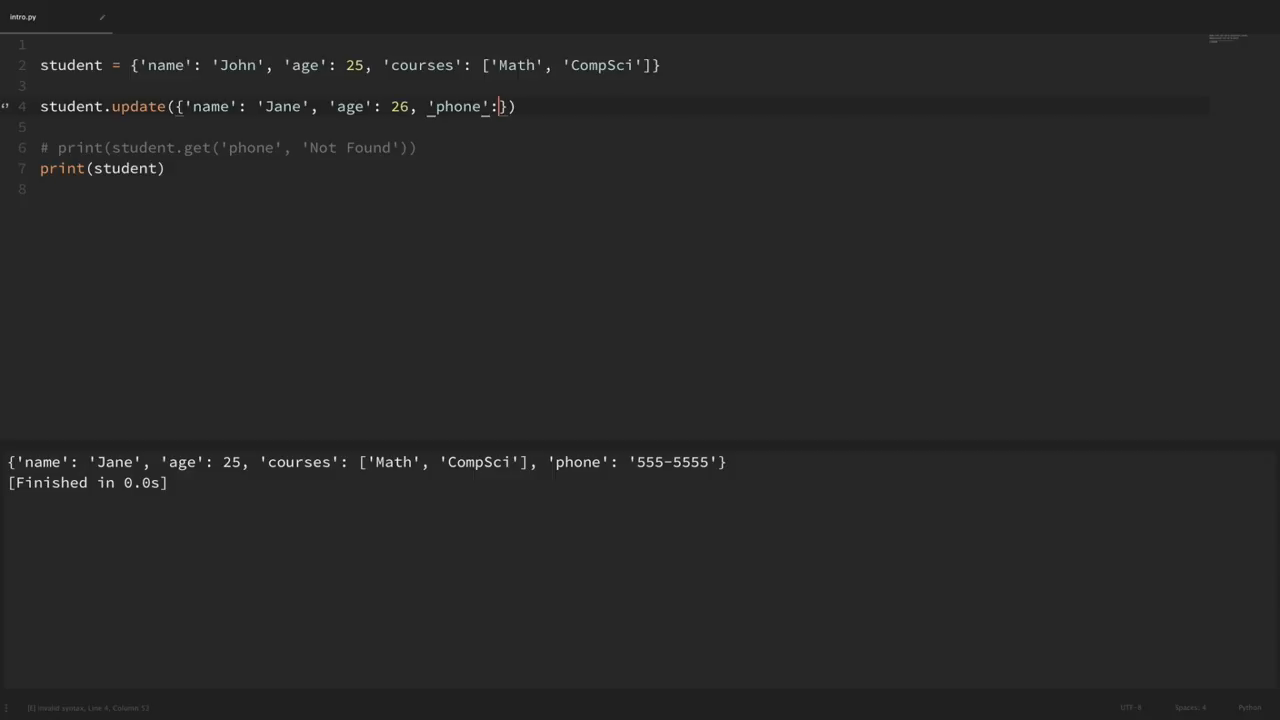 intro.py
1
2 student = {'name': 'John', 'age': 25, 'courses': ['Math', 'CompSci']}
3
4 student.update({'name': 'Jane', 'age': 26, 'phone':})
5
6 # print(student.get('phone', 'Not Found'))
7 print(student)
8
{'name': 'Jane', 'age': 25, 'courses': ['Math', 'CompSci'], 'phone': '555-5555'}
[Finished in 0.0s]
[E] invalid syntax, Line 4, Column 53
UTF-8 Spaces: 4 Python